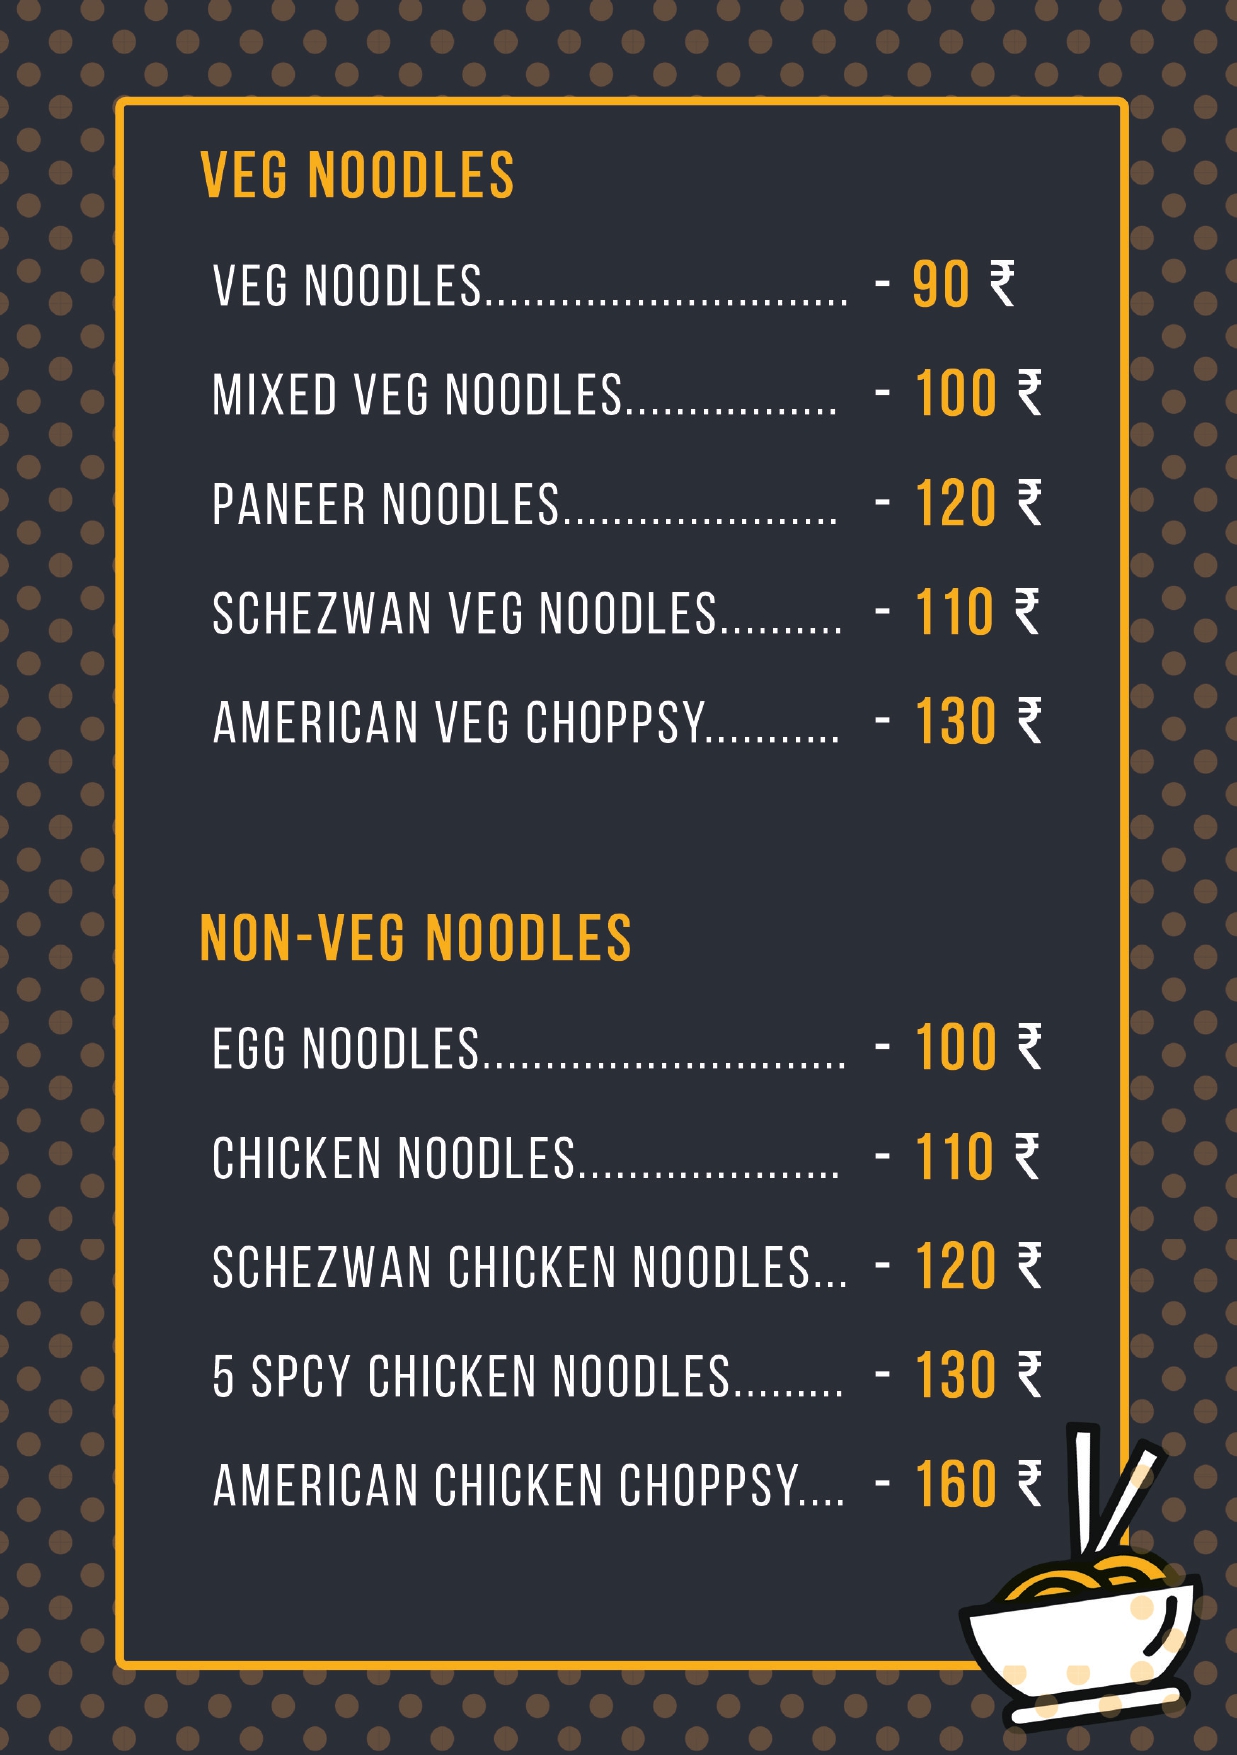 VEG NOODLES
VEG NOODLES............................. - 90 ₹
MIXED VEG NOODLES................. - 100 ₹
PANEER NOODLES...................... - 120 ₹
SCHEZWAN VEG NOODLES.......... - 110 ₹
AMERICAN VEG CHOPPSY........... - 130 ₹
NON-VEG NOODLES
EGG NOODLES............................. - 100 ₹
CHICKEN NOODLES..................... - 110 ₹
SCHEZWAN CHICKEN NOODLES... - 120 ₹
5 SPCY CHICKEN NOODLES......... - 130 ₹
AMERICAN CHICKEN CHOPPSY.... - 160 ₹